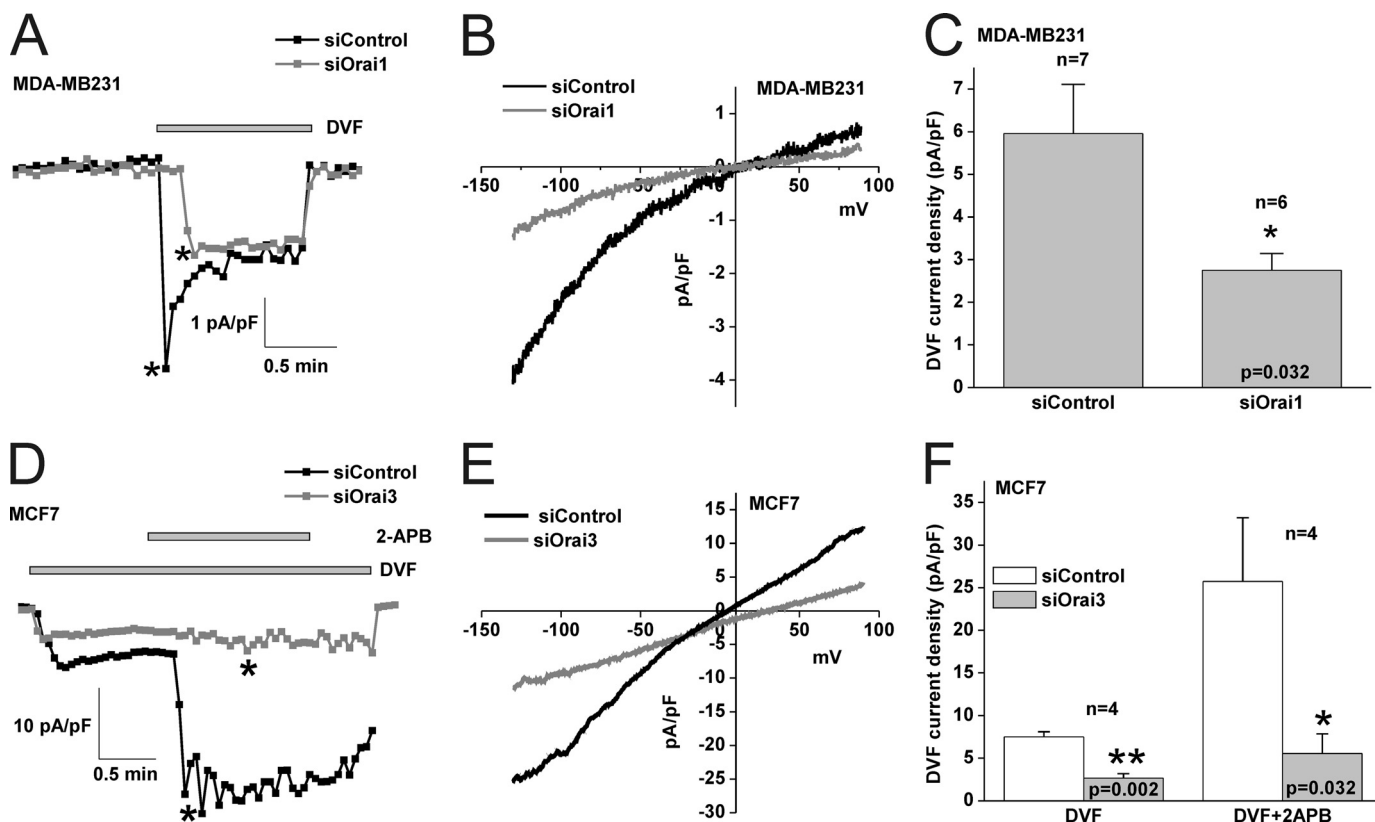 A
siControl
siOrai1
MDA-MB231
DVF
*
*
1 pA/pF
0.5 min
B
siControl
siOrai1
MDA-MB231
1
0
-1
-2
-3
-4
-150 -100 -50 0 50 100
mV
pA/pF
C
MDA-MB231
n=7
n=6
*
p=0.032
DVF current density (pA/pF)
7
6
5
4
3
2
1
0
siControl siOrai1
D
siControl
siOrai3
MCF7
2-APB
DVF
*
*
10 pA/pF
0.5 min
E
siControl
siOrai3
MCF7
15
10
5
0
-5
-10
-15
-20
-25
-30
-150 -100 -50 0 50 100
mV
pA/pF
F
MCF7
siControl
siOrai3
n=4
n=4
**
*
p=0.002
p=0.032
DVF current density (pA/pF)
35
30
25
20
15
10
5
0
DVF DVF+2APB